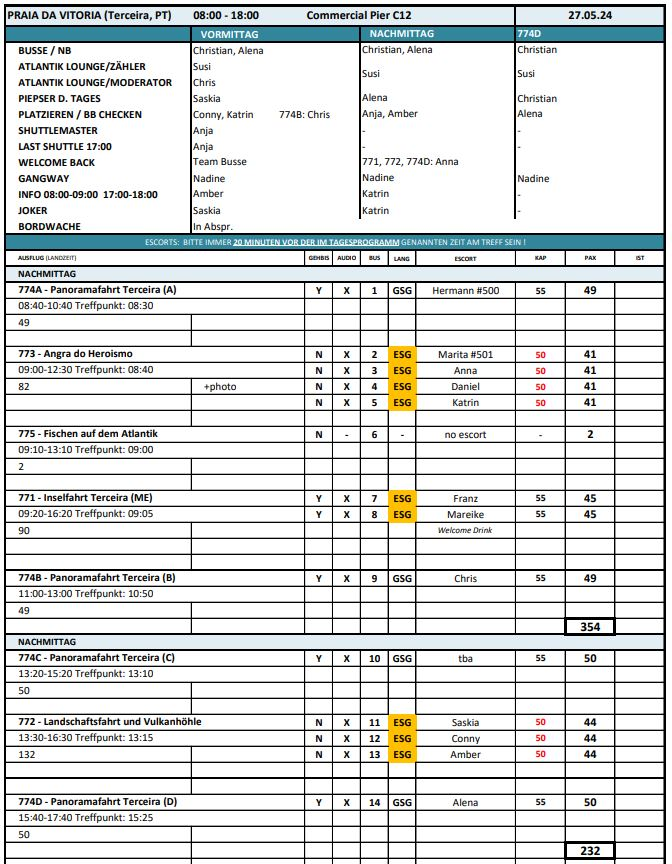 PRAIA DA VITORIA (Terceira, PT) 08:00 - 18:00 Commercial Pier C12 27.05.24
VORMITTAG NACHMITTAG 774D
BUSSE / NB Christian, Alena Christian, Alena Christian
ATLANTIK LOUNGE/ZÄHLER Susi Susi Susi
ATLANTIK LOUNGE/MODERATOR Chris
PIEPSER D. TAGES Saskia Alena Christian
PLATZIEREN / BB CHECKEN Conny, Katrin 774B: Chris Anja, Amber Alena
SHUTTLEMASTER Anja - -
LAST SHUTTLE 17:00 Anja - -
WELCOME BACK Team Busse 771, 772, 774D: Anna
GANGWAY Nadine Nadine Nadine
INFO 08:00-09:00 17:00-18:00 Amber Katrin -
JOKER Saskia Katrin -
BORDWACHE In Abspr.
ESCORTS: BITTE IMMER 20 MINUTEN VOR DER IM TAGESPROGRAMM GENANNTEN ZEIT AM TREFF SEIN !
AUSFLUG (LANDZEIT) GEHBIS AUDIO BUS LANG ESCORT KAP PAX IST
NACHMITTAG
774A - Panoramafahrt Terceira (A) Y X 1 GSG Hermann #500 55 49
08:40-10:40 Treffpunkt: 08:30
49
773 - Angra do Heroismo N X 2 ESG Marita #501 50 41
09:00-12:30 Treffpunkt: 08:40 N X 3 ESG Anna 50 41
82 +photo N X 4 ESG Daniel 50 41
N X 5 ESG Katrin 50 41
775 - Fischen auf dem Atlantik N - 6 - no escort - 2
09:10-13:10 Treffpunkt: 09:00
2
771 - Inselfahrt Terceira (ME) Y X 7 ESG Franz 55 45
09:20-16:20 Treffpunkt: 09:05 Y X 8 ESG Mareike 55 45
90 Welcome Drink
774B - Panoramafahrt Terceira (B) Y X 9 GSG Chris 55 49
11:00-13:00 Treffpunkt: 10:50
49
354
NACHMITTAG
774C - Panoramafahrt Terceira (C) Y X 10 GSG tba 55 50
13:20-15:20 Treffpunkt: 13:10
50
772 - Landschaftsfahrt und Vulkanhöhle N X 11 ESG Saskia 50 44
13:30-16:30 Treffpunkt: 13:15 N X 12 ESG Conny 50 44
132 N X 13 ESG Amber 50 44
774D - Panoramafahrt Terceira (D) Y X 14 GSG Alena 55 50
15:40-17:40 Treffpunkt: 15:25
50
232